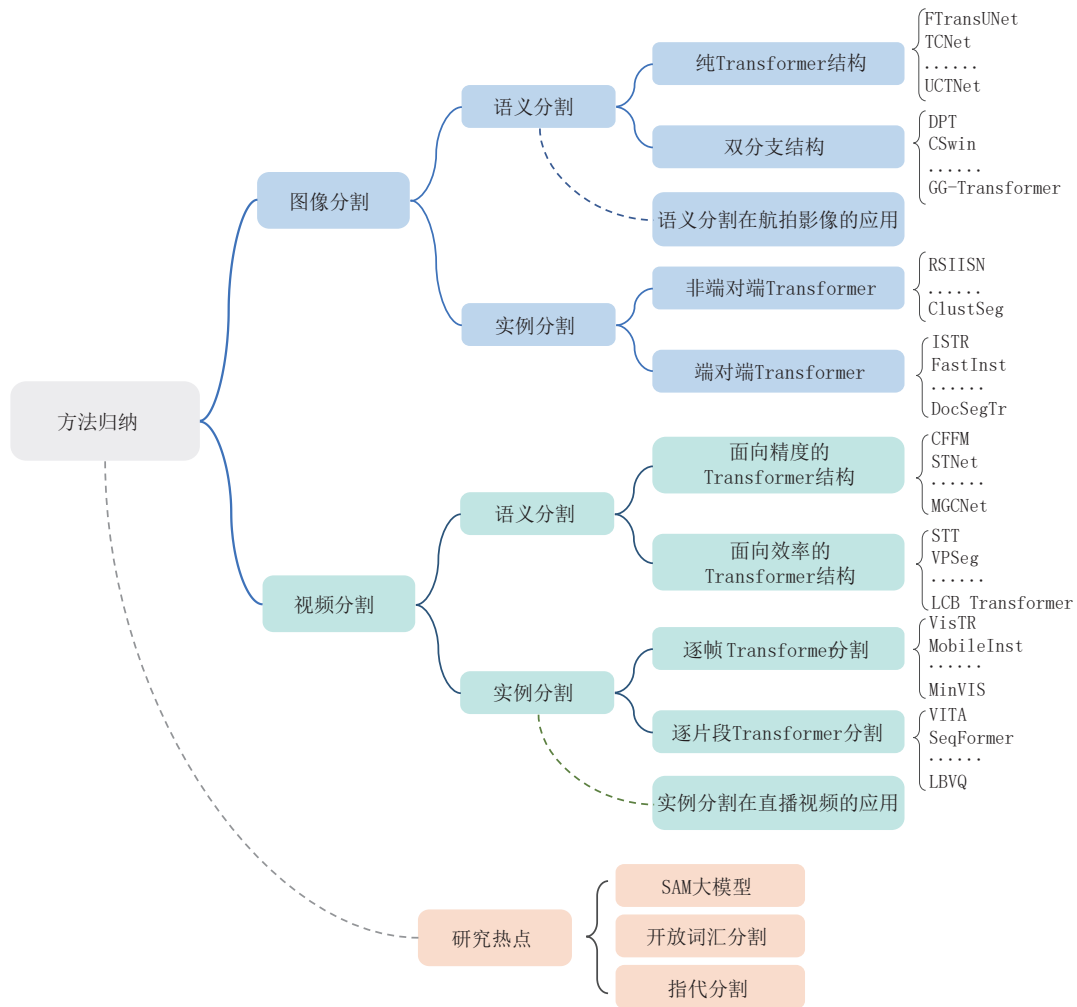 方法归纳
图像分割
语义分割
纯Transformer结构
FTransUNet
TCNet
......
UCTNet
双分支结构
DPT
CSwin
......
GG-Transformer
语义分割在航拍影像的应用
实例分割
非端对端Transformer
RSIISN
......
ClustSeg
端对端Transformer
ISTR
FastInst
......
DocSegTr
视频分割
语义分割
面向精度的
Transformer结构
CFFM
STNet
......
MGCNet
面向效率的
Transformer结构
STT
VPSeg
......
LCB Transformer
实例分割
逐帧Transformer分割
VisTR
MobileInst
......
MinVIS
逐片段Transformer分割
VITA
SeqFormer
......
LBVQ
实例分割在直播视频的应用
研究热点
SAM大模型
开放词汇分割
指代分割